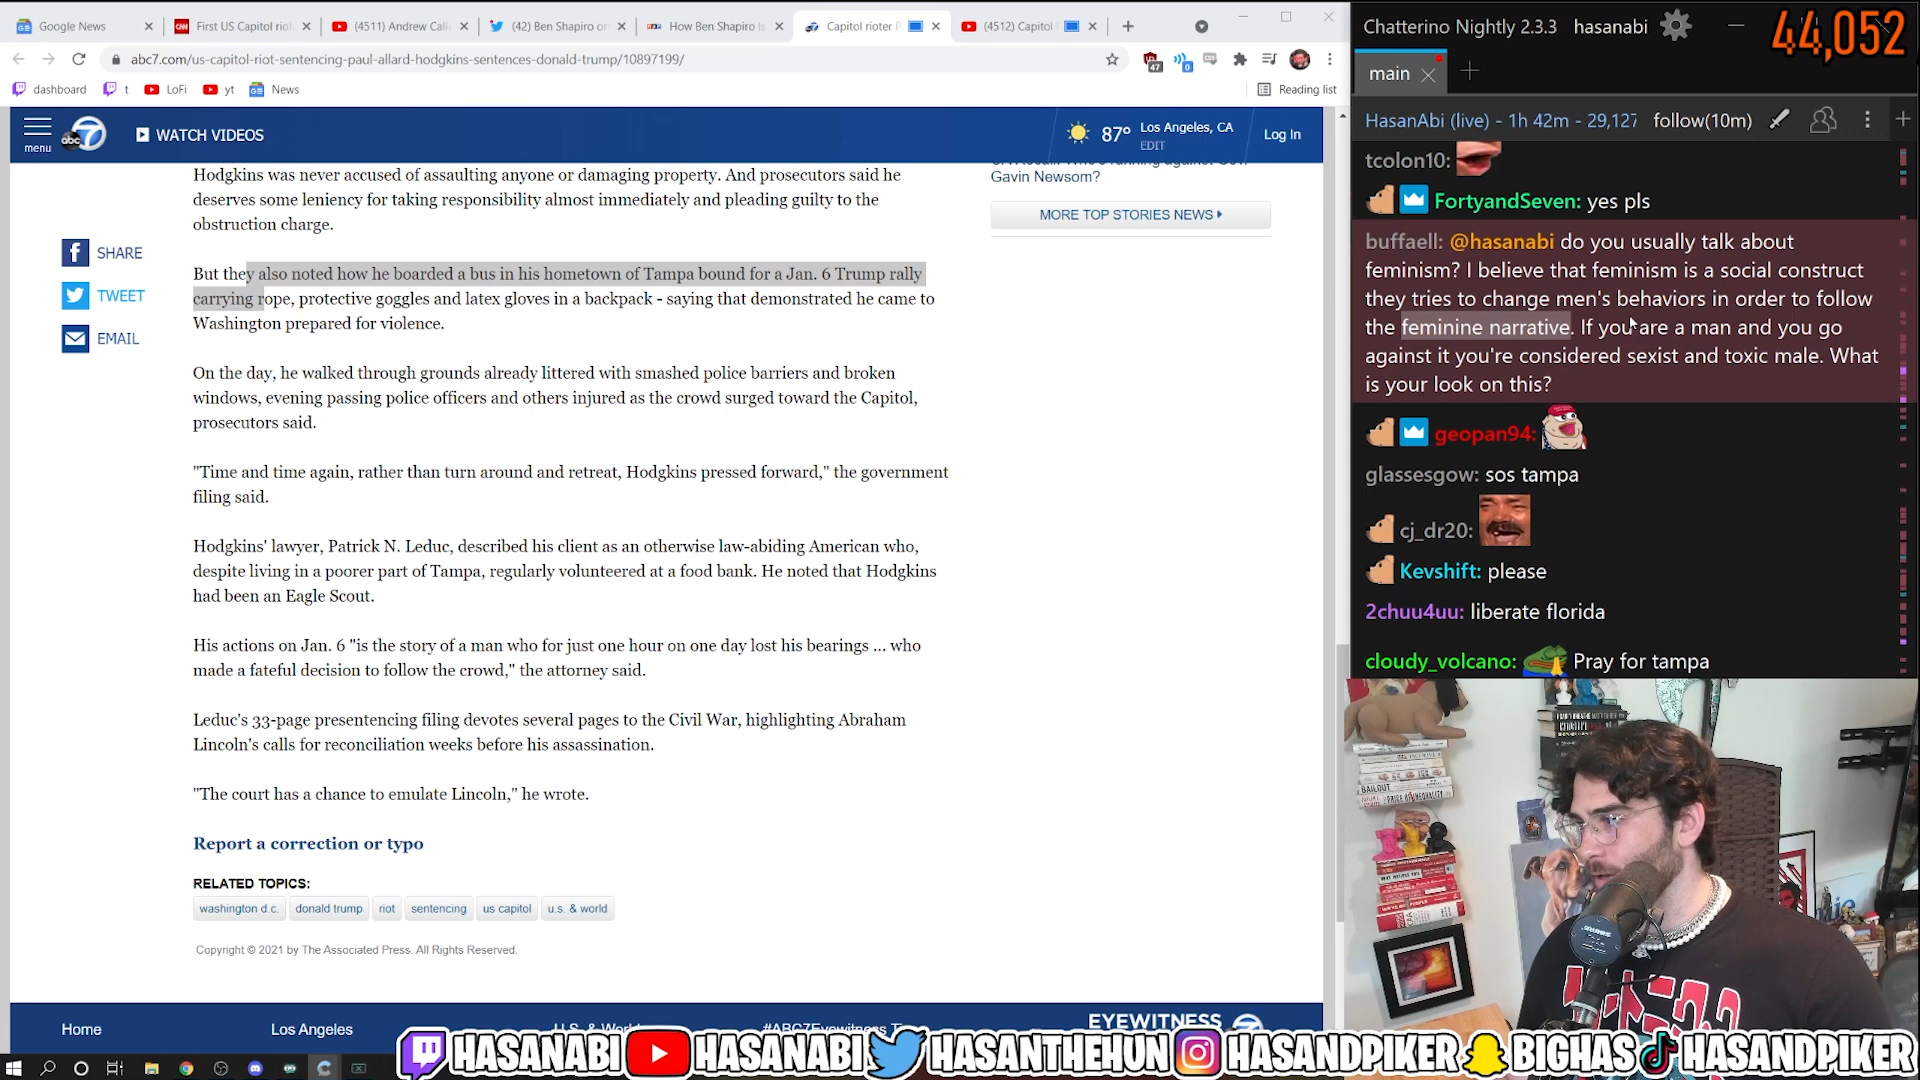 Google News
First US Capitol riot
(4511) Andrew Call
(42) Ben Shapiro on
How Ben Shapiro Is
Capitol rioter P
(4512) Capitol
abc7.com/us-capitol-riot-sentencing-paul-allard-hodgkins-sentences-donald-trump/10897199/
47
0
dashboard
t
LoFi
yt
News
Reading list
menu
abc 7
WATCH VIDEOS
87°
Los Angeles, CA
EDIT
Log In
Gavin Newsom?
MORE TOP STORIES NEWS
Hodgkins was never accused of assaulting anyone or damaging property. And prosecutors said he
deserves some leniency for taking responsibility almost immediately and pleading guilty to the
obstruction charge.
SHARE
TWEET
EMAIL
But they also noted how he boarded a bus in his hometown of Tampa bound for a Jan. 6 Trump rally
carrying rope, protective goggles and latex gloves in a backpack - saying that demonstrated he came to
Washington prepared for violence.
On the day, he walked through grounds already littered with smashed police barriers and broken
windows, evening passing police officers and others injured as the crowd surged toward the Capitol,
prosecutors said.
"Time and time again, rather than turn around and retreat, Hodgkins pressed forward," the government
filing said.
Hodgkins' lawyer, Patrick N. Leduc, described his client as an otherwise law-abiding American who,
despite living in a poorer part of Tampa, regularly volunteered at a food bank. He noted that Hodgkins
had been an Eagle Scout.
His actions on Jan. 6 "is the story of a man who for just one hour on one day lost his bearings ... who
made a fateful decision to follow the crowd," the attorney said.
Leduc's 33-page presentencing filing devotes several pages to the Civil War, highlighting Abraham
Lincoln's calls for reconciliation weeks before his assassination.
"The court has a chance to emulate Lincoln," he wrote.
Report a correction or typo
RELATED TOPICS:
washington d.c.
donald trump
riot
sentencing
us capitol
u.s. & world
Copyright © 2021 by The Associated Press. All Rights Reserved.
Home
Los Angeles
U.S. & World
EYEWITNESS 7
Chatterino Nightly 2.3.3
hasanabi
44,052
main
HasanAbi (live) - 1h 42m - 29,127
follow(10m)
tcolon10:
FortyandSeven: yes pls
buffaell: @hasanabi do you usually talk about
feminism? I believe that feminism is a social construct
they tries to change men's behaviors in order to follow
the feminine narrative. If you are a man and you go
against it you're considered sexist and toxic male. What
is your look on this?
geopan94:
glassesgow: sos tampa
cj_dr20:
Kevshift: please
2chuu4uu: liberate florida
cloudy_volcano: Pray for tampa
BAILOUT
HASANABI
HASANABI
HASANTHEHUN
HASANDPIKER
BIGHAS
HASANDPIKER